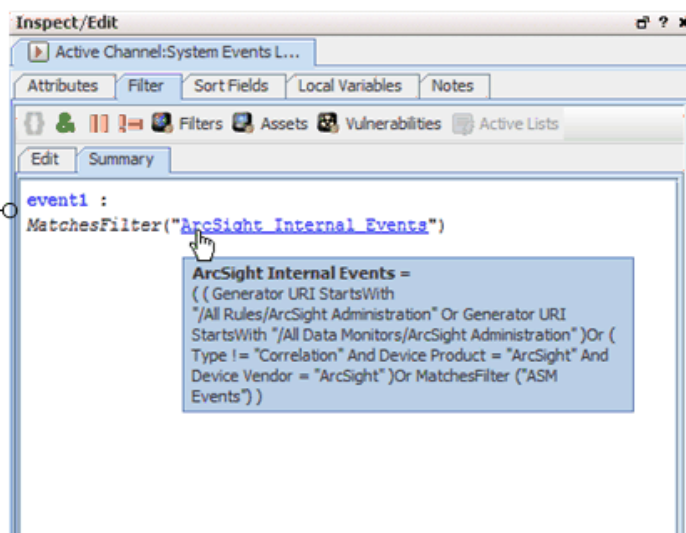 Inspect/Edit
Active Channel:System Events L...
Attributes Filter Sort Fields Local Variables Notes
Filters Assets Vulnerabilities Active Lists
Edit Summary
event1 :
MatchesFilter("ArcSight Internal Events")
ArcSight Internal Events =
( ( Generator URI StartsWith
"/All Rules/ArcSight Administration" Or Generator URI
StartsWith "/All Data Monitors/ArcSight Administration" )Or (
Type != "Correlation" And Device Product = "ArcSight" And
Device Vendor = "ArcSight" )Or MatchesFilter ("ASM
Events") )